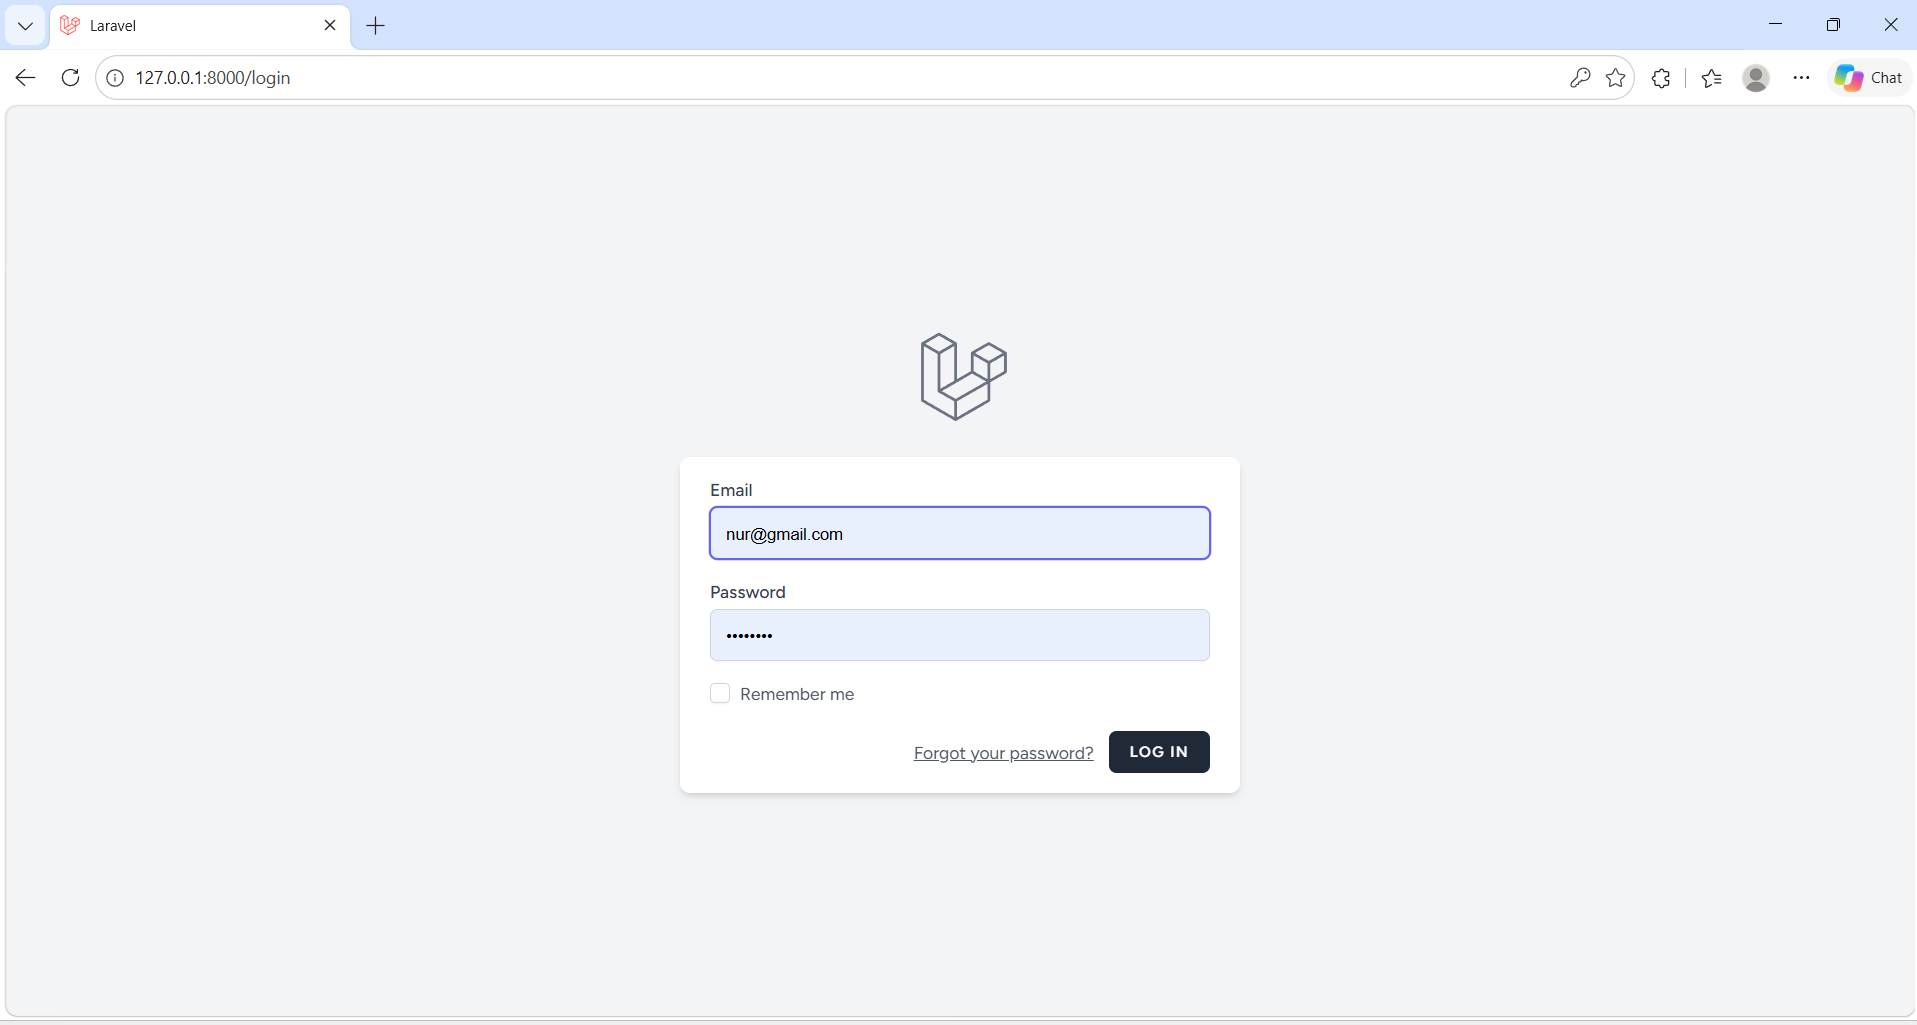 Laravel
127.0.0.1:8000/login
Chat
Email
nur@gmail.com
Password
••••••••
Remember me
Forgot your password? LOG IN